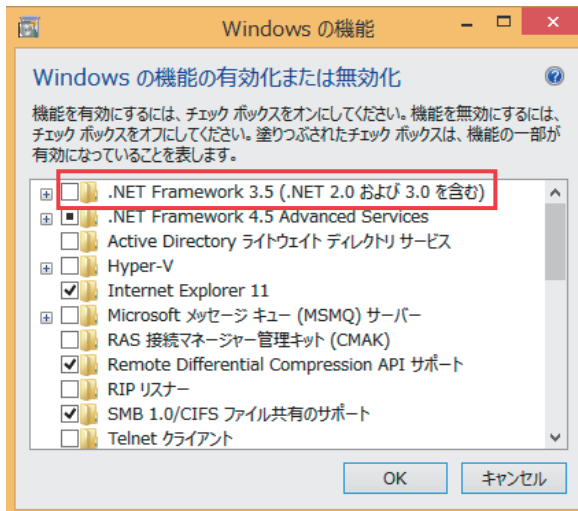 Windows の機能
Windows の機能の有効化または無効化
機能を有効にするには、チェック ボックスをオンにしてください。機能を無効にするには、
チェック ボックスをオフにしてください。塗りつぶされたチェック ボックスは、機能の一部が
有効になっていることを表します。
.NET Framework 3.5 (.NET 2.0 および 3.0 を含む)
.NET Framework 4.5 Advanced Services
Active Directory ライトウェイト ディレクトリ サービス
Hyper-V
Internet Explorer 11
Microsoft メッセージ キュー (MSMQ) サーバー
RAS 接続マネージャー管理キット (CMAK)
Remote Differential Compression API サポート
RIP リスナー
SMB 1.0/CIFS ファイル共有のサポート
Telnet クライアント
OK キャンセル